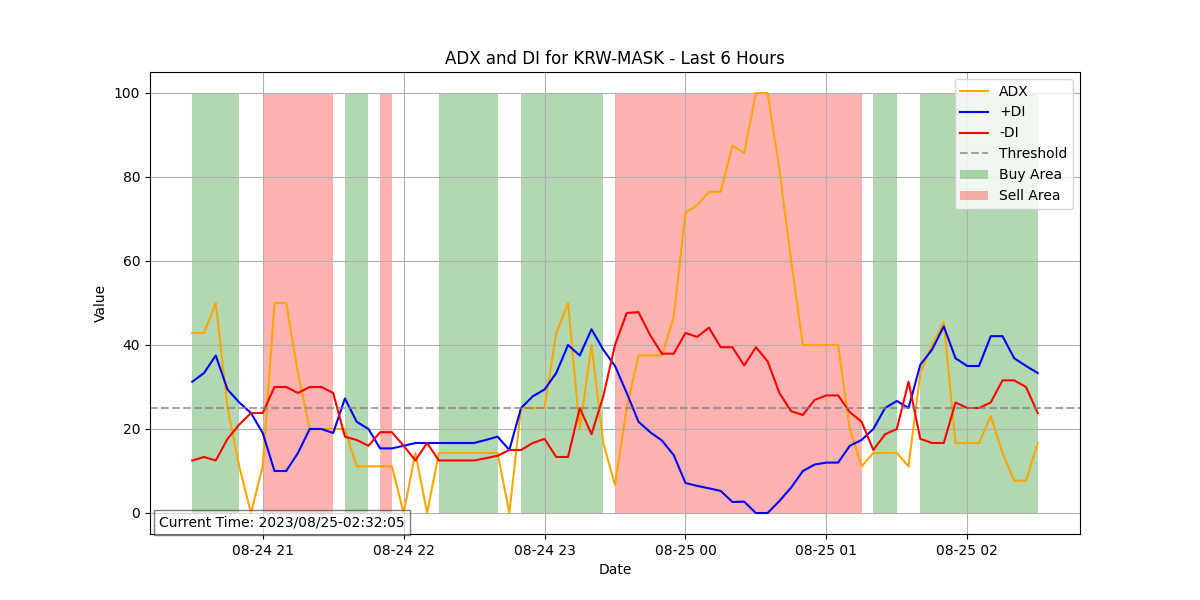 ADX and DI for KRW-MASK - Last 6 Hours
Value
100
80
60
40
20
0
ADX
+DI
-DI
Threshold
Buy Area
Sell Area
Current Time: 2023/08/25-02:32:05
08-24 21 08-24 22 08-24 23 08-25 00 08-25 01 08-25 02
Date